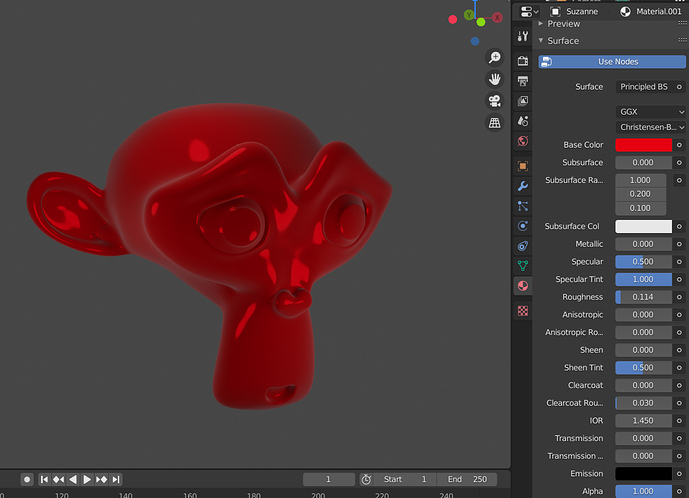 Suzanne Material.001
Preview
Surface
Use Nodes
Surface Principled BS
GGX
Christensen-B...
Base Color
Subsurface 0.000
Subsurface Ra... 1.000
0.200
0.100
Subsurface Col
Metallic 0.000
Specular 0.500
Specular Tint 1.000
Roughness 0.114
Anisotropic 0.000
Anisotropic Ro... 0.000
Sheen 0.000
Sheen Tint 0.500
Clearcoat 0.000
Clearcoat Rou... 0.030
IOR 1.450
Transmission 0.000
Transmission ... 0.000
Emission
Alpha 1.000
Y X
1 Start 1 End 250
120 140 160 180 200 220 240